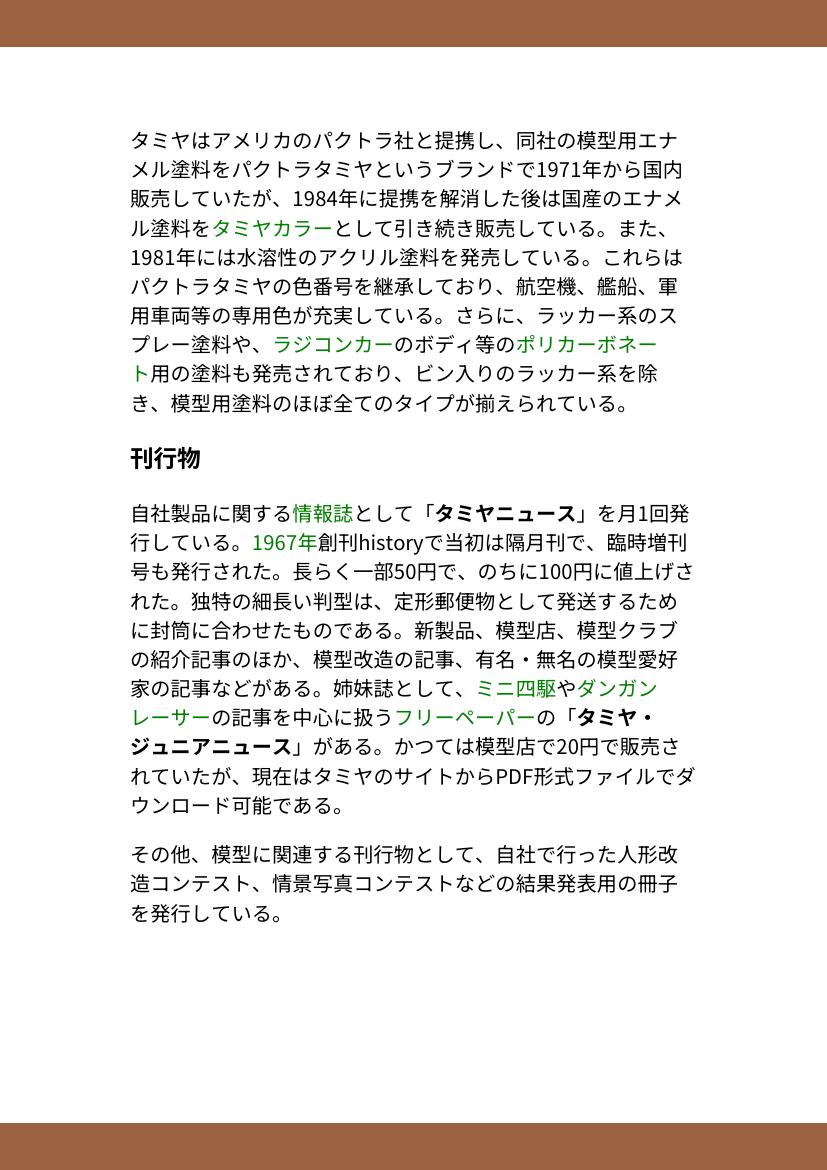 タミヤはアメリカのパクトラ社と提携し、同社の模型用エナ
メル塗料をパクトラタミヤというブランドで1971年から国内
販売していたが、1984年に提携を解消した後は国産のエナメ
ル塗料をタミヤカラーとして引き続き販売している。また、
1981年には水溶性のアクリル塗料を発売している。これらは
パクトラタミヤの色番号を継承しており、航空機、艦船、軍
用車両等の専用色が充実している。さらに、ラッカー系のス
プレー塗料や、ラジコンカーのボディ等のポリカーボネー
ト用の塗料も発売されており、ビン入りのラッカー系を除
き、模型用塗料のほぼ全てのタイプが揃えられている。
刊行物
自社製品に関する情報誌として「タミヤニュース」を月1回発
行している。1967年創刊historyで当初は隔月刊で、臨時増刊
号も発行された。長らく一部50円で、のちに100円に値上げさ
れた。独特の細長い判型は、定形郵便物として発送するため
に封筒に合わせたものである。新製品、模型店、模型クラブ
の紹介記事のほか、模型改造の記事、有名・無名の模型愛好
家の記事などがある。姉妹誌として、ミニ四駆やダンガン
レーサーの記事を中心に扱うフリーペーパーの「タミヤ・
ジュニアニュース」がある。かつては模型店で20円で販売さ
れていたが、現在はタミヤのサイトからPDF形式ファイルでダ
ウンロード可能である。
その他、模型に関連する刊行物として、自社で行った人形改
造コンテスト、情景写真コンテストなどの結果発表用の冊子
を発行している。